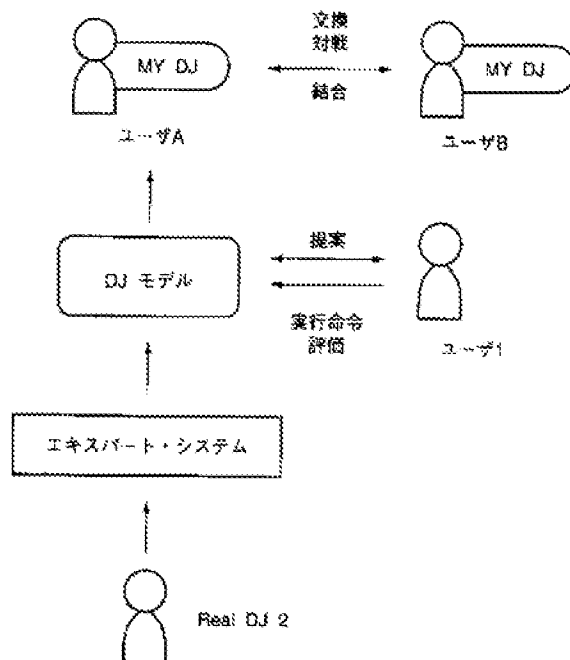 交換
対戦
MY DJ
MY DJ
結合
ユーザA
ユーザB
提案
DJ モデル
実行命令
評価
ユーザ1
エキスパート・システム
Real DJ 2